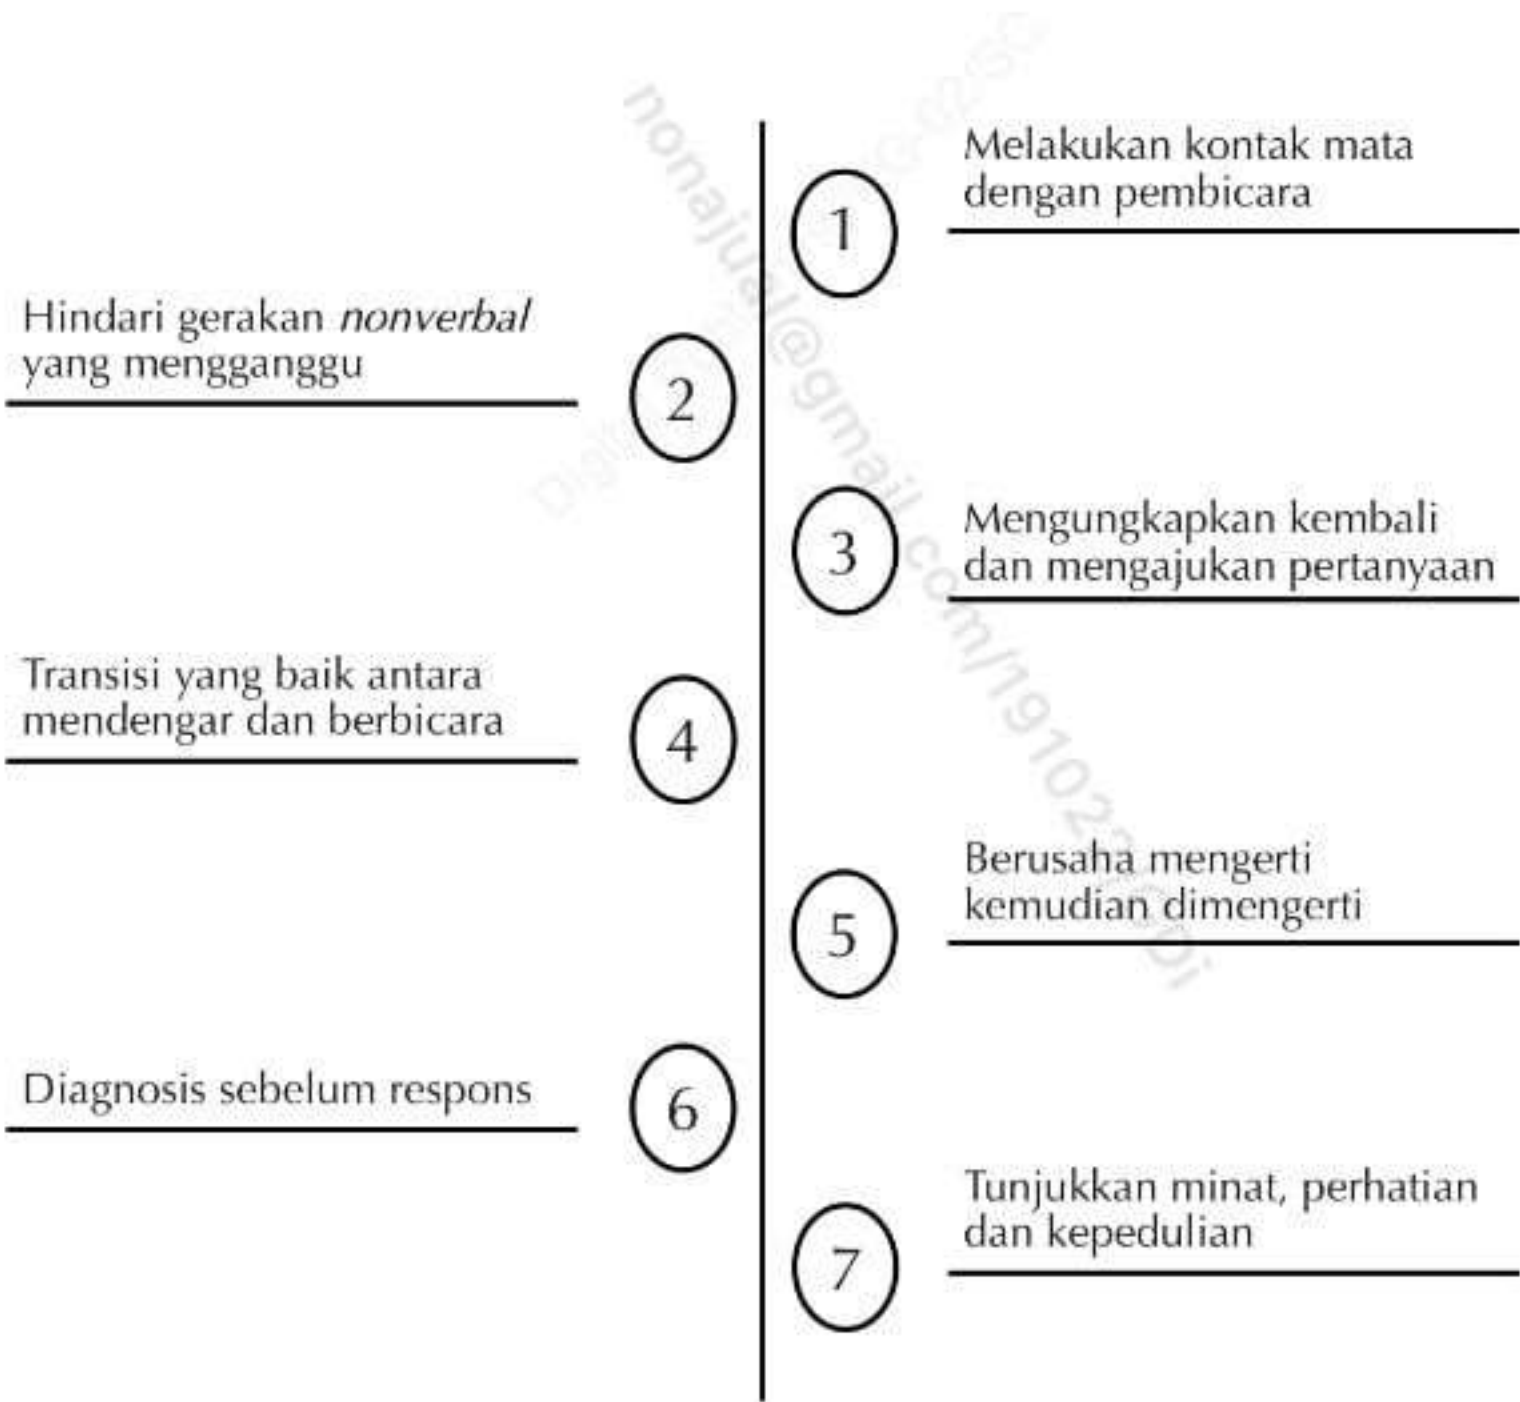 Melakukan kontak mata
dengan pembicara
1
Hindari gerakan nonverbal
yang mengganggu
2
3
Mengungkapkan kembali
dan mengajukan pertanyaan
Transisi yang baik antara
mendengar dan berbicara
4
Berusaha mengerti
kemudian dimengerti
5
Diagnosis sebelum respons
6
Tunjukkan minat, perhatian
dan kepedulian
7